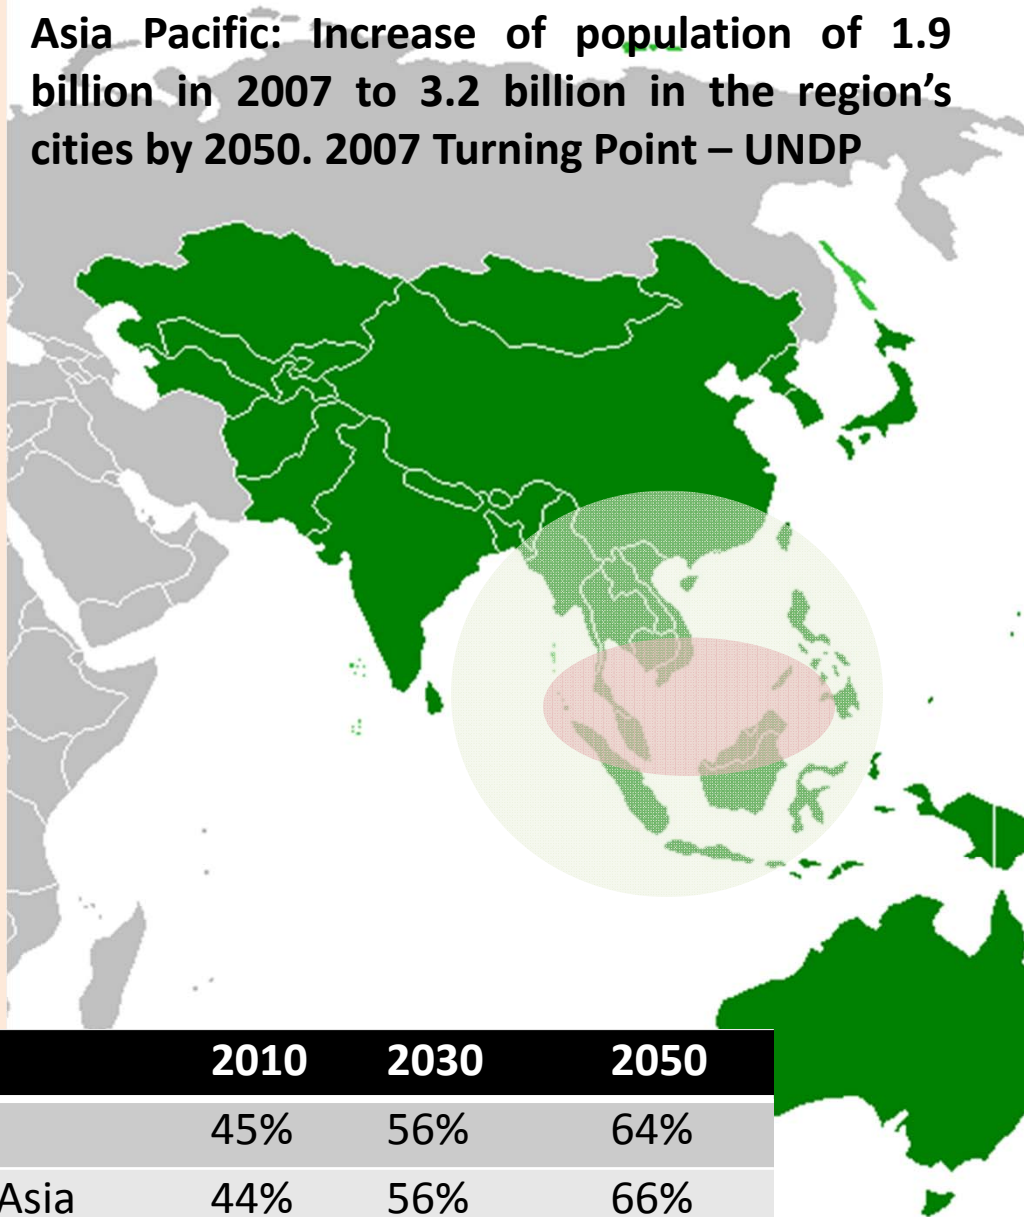 Asia Pacific: Increase of population of 1.9
billion in 2007 to 3.2 billion in the region's
cities by 2050. 2007 Turning Point – UNDP
2010 2030 2050
45% 56% 64%
Asia 44% 56% 66%